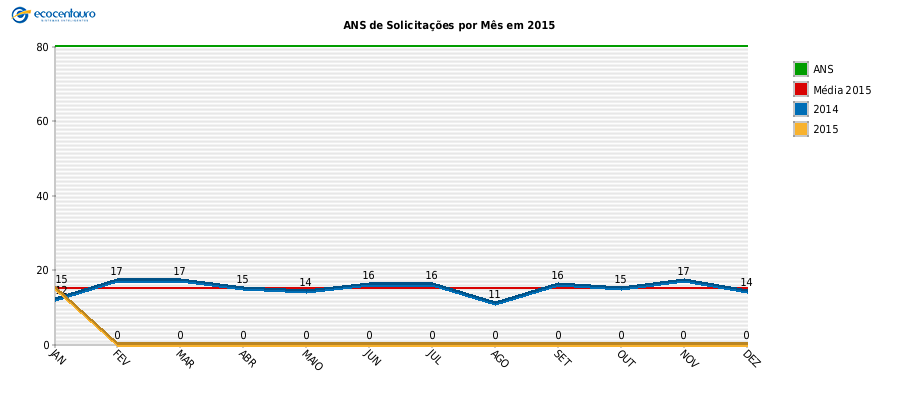 ecocentauro
ANS de Solicitações por Mês em 2015
80
60
40
20
0
15
12
17
17
15
14
16
16
11
16
15
17
14
0
0
0
0
0
0
0
0
0
0
0
JAN
FEV
MAR
ABR
MAIO
JUN
JUL
AGO
SET
OUT
NOV
DEZ
ANS
Média 2015
2014
2015